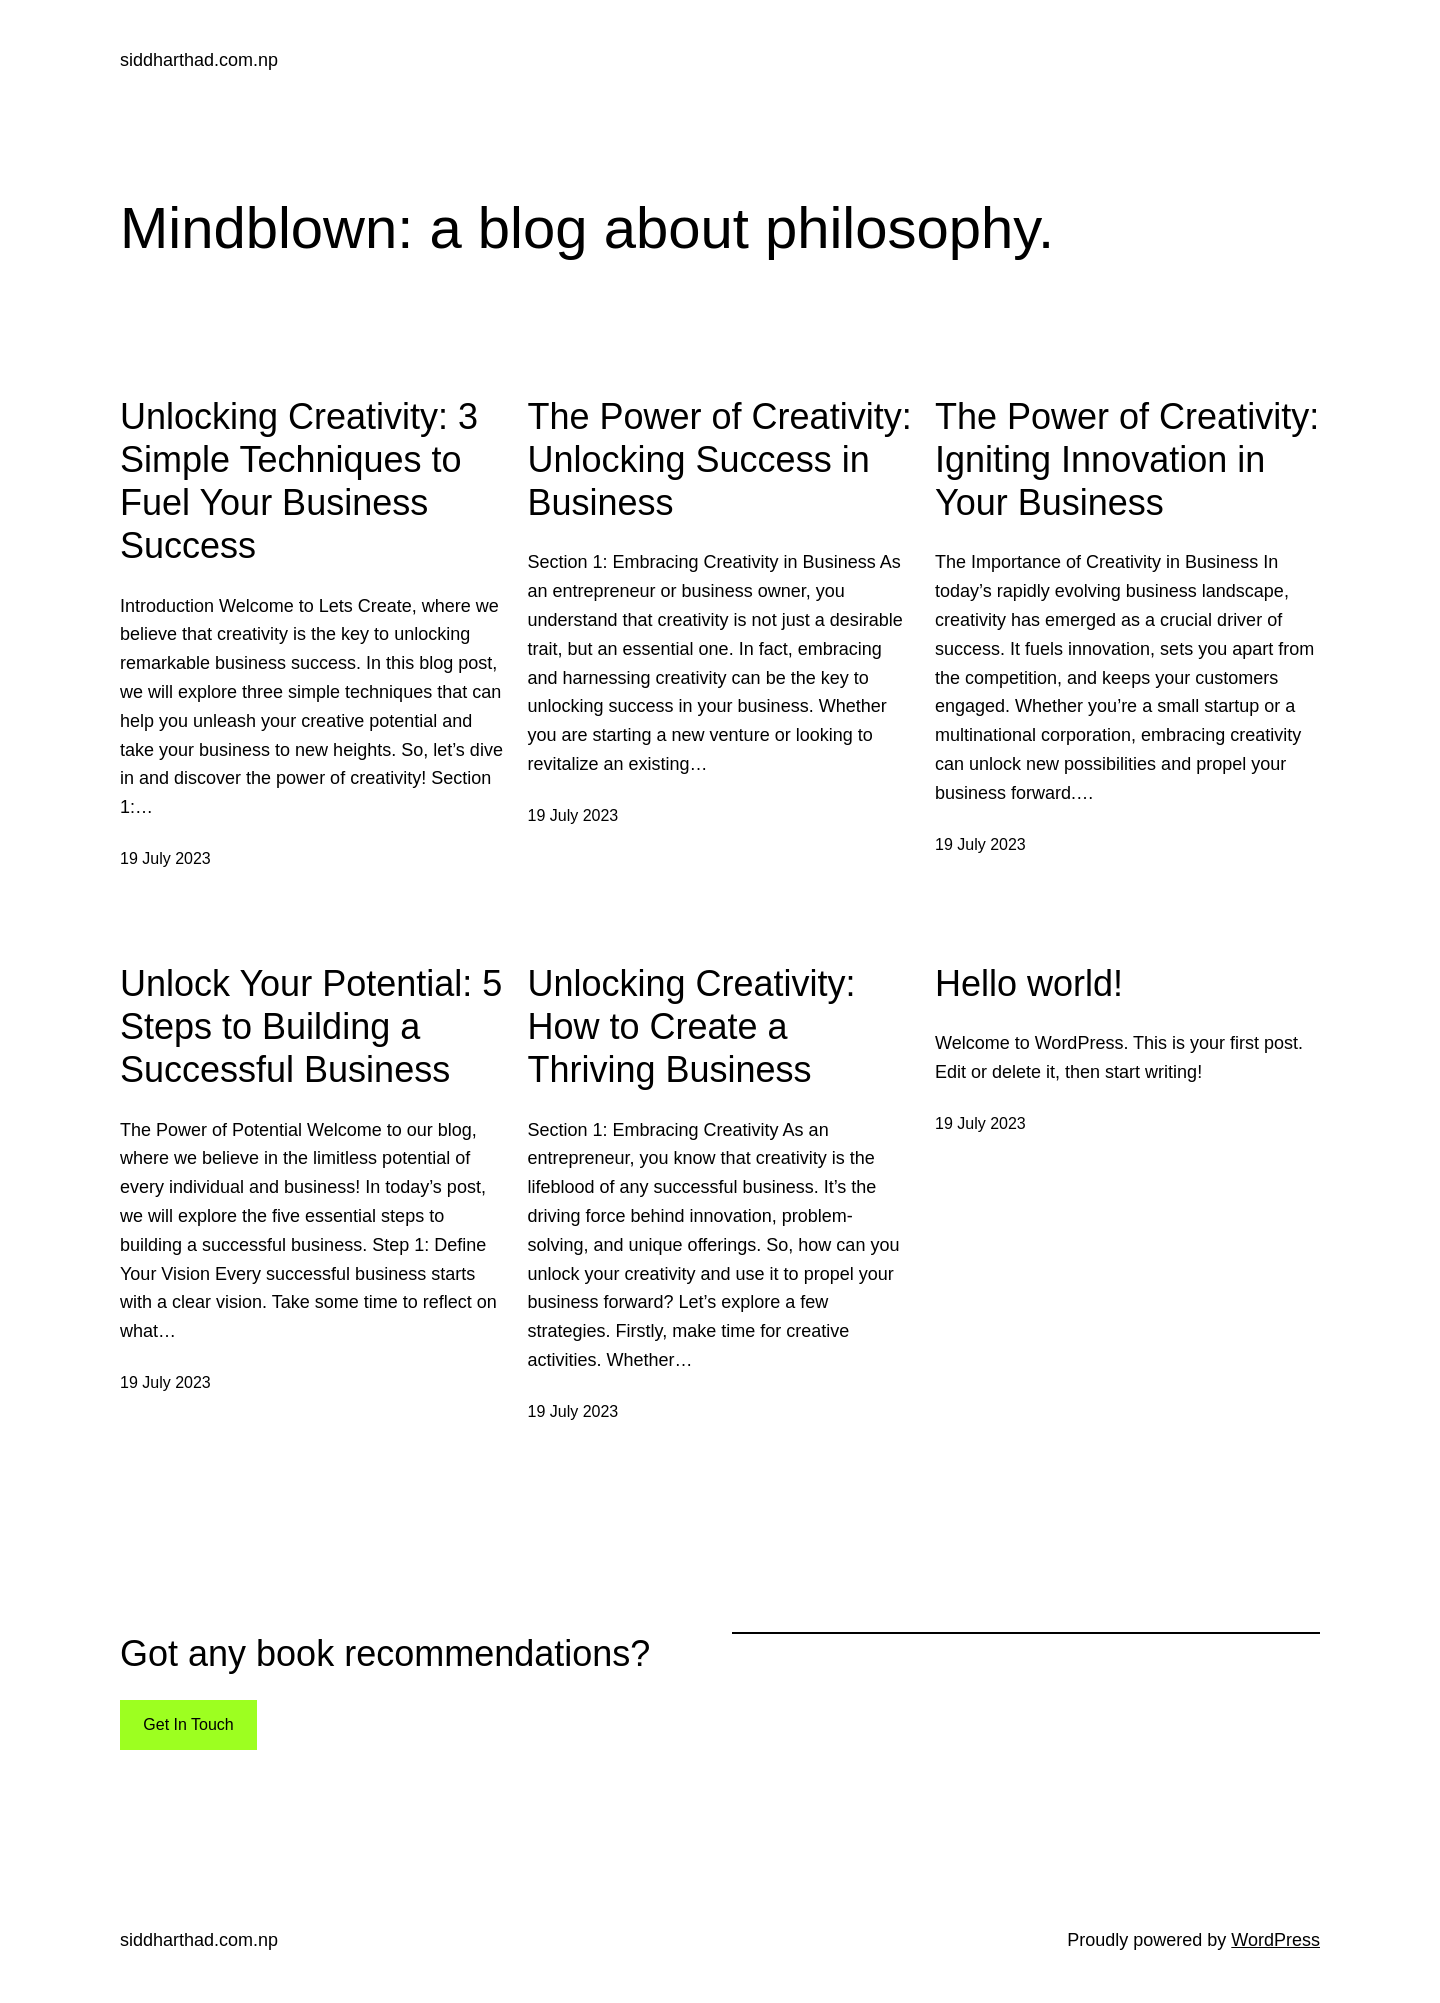 siddharthad.com.np
Mindblown: a blog about philosophy.
Unlocking Creativity: 3
Simple Techniques to
Fuel Your Business
Success
Introduction Welcome to Lets Create, where we
believe that creativity is the key to unlocking
remarkable business success. In this blog post,
we will explore three simple techniques that can
help you unleash your creative potential and
take your business to new heights. So, let’s dive
in and discover the power of creativity! Section
1:…
19 July 2023
The Power of Creativity:
Unlocking Success in
Business
Section 1: Embracing Creativity in Business As
an entrepreneur or business owner, you
understand that creativity is not just a desirable
trait, but an essential one. In fact, embracing
and harnessing creativity can be the key to
unlocking success in your business. Whether
you are starting a new venture or looking to
revitalize an existing…
19 July 2023
The Power of Creativity:
Igniting Innovation in
Your Business
The Importance of Creativity in Business In
today’s rapidly evolving business landscape,
creativity has emerged as a crucial driver of
success. It fuels innovation, sets you apart from
the competition, and keeps your customers
engaged. Whether you’re a small startup or a
multinational corporation, embracing creativity
can unlock new possibilities and propel your
business forward.…
19 July 2023
Unlock Your Potential: 5
Steps to Building a
Successful Business
The Power of Potential Welcome to our blog,
where we believe in the limitless potential of
every individual and business! In today’s post,
we will explore the five essential steps to
building a successful business. Step 1: Define
Your Vision Every successful business starts
with a clear vision. Take some time to reflect on
what…
19 July 2023
Unlocking Creativity:
How to Create a
Thriving Business
Section 1: Embracing Creativity As an
entrepreneur, you know that creativity is the
lifeblood of any successful business. It’s the
driving force behind innovation, problem-
solving, and unique offerings. So, how can you
unlock your creativity and use it to propel your
business forward? Let’s explore a few
strategies. Firstly, make time for creative
activities. Whether…
19 July 2023
Hello world!
Welcome to WordPress. This is your first post.
Edit or delete it, then start writing!
19 July 2023
Got any book recommendations?
Get In Touch
siddharthad.com.np
Proudly powered by WordPress